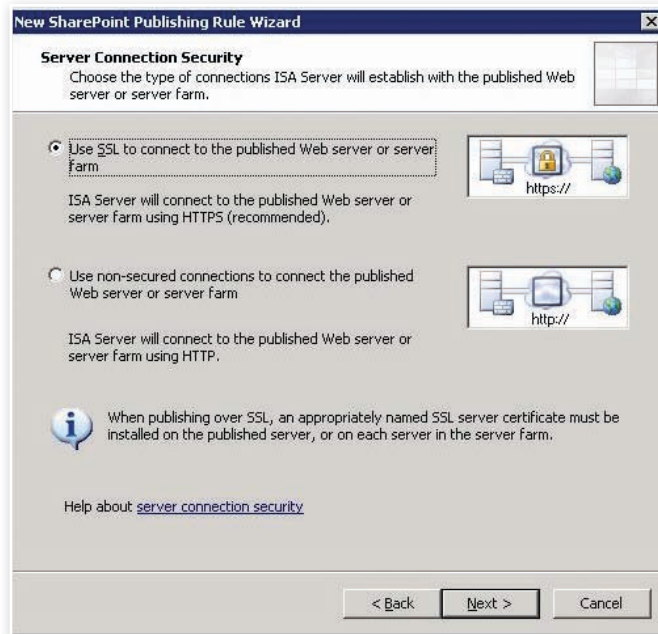 New SharePoint Publishing Rule Wizard
Server Connection Security
Choose the type of connections ISA Server will establish with the published Web
server or server farm.
Use SSL to connect to the published Web server or server
farm
https://
ISA Server will connect to the published Web server or
server farm using HTTPS (recommended).
Use non-secured connections to connect the published
Web server or server farm
http://
ISA Server will connect to the published Web server or
server farm using HTTP.
When publishing over SSL, an appropriately named SSL server certificate must be
installed on the published server, or on each server in the server farm.
Help about server connection security
< Back
Next >
Cancel